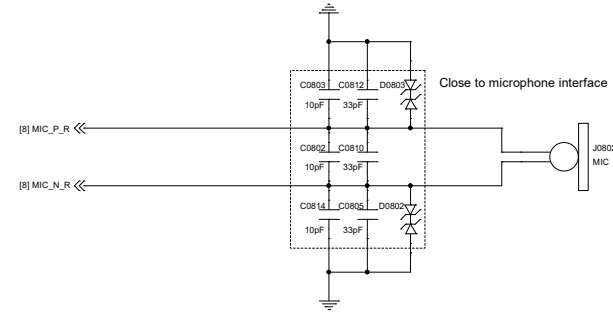 C0803 C0812 D0803
Close to microphone interface
10pF 33pF
[8] MIC_P_R
C0802 C0810
10pF 33pF
J0802
MIC
[8] MIC_N_R
C0814 C0805 D0802
10pF 33pF